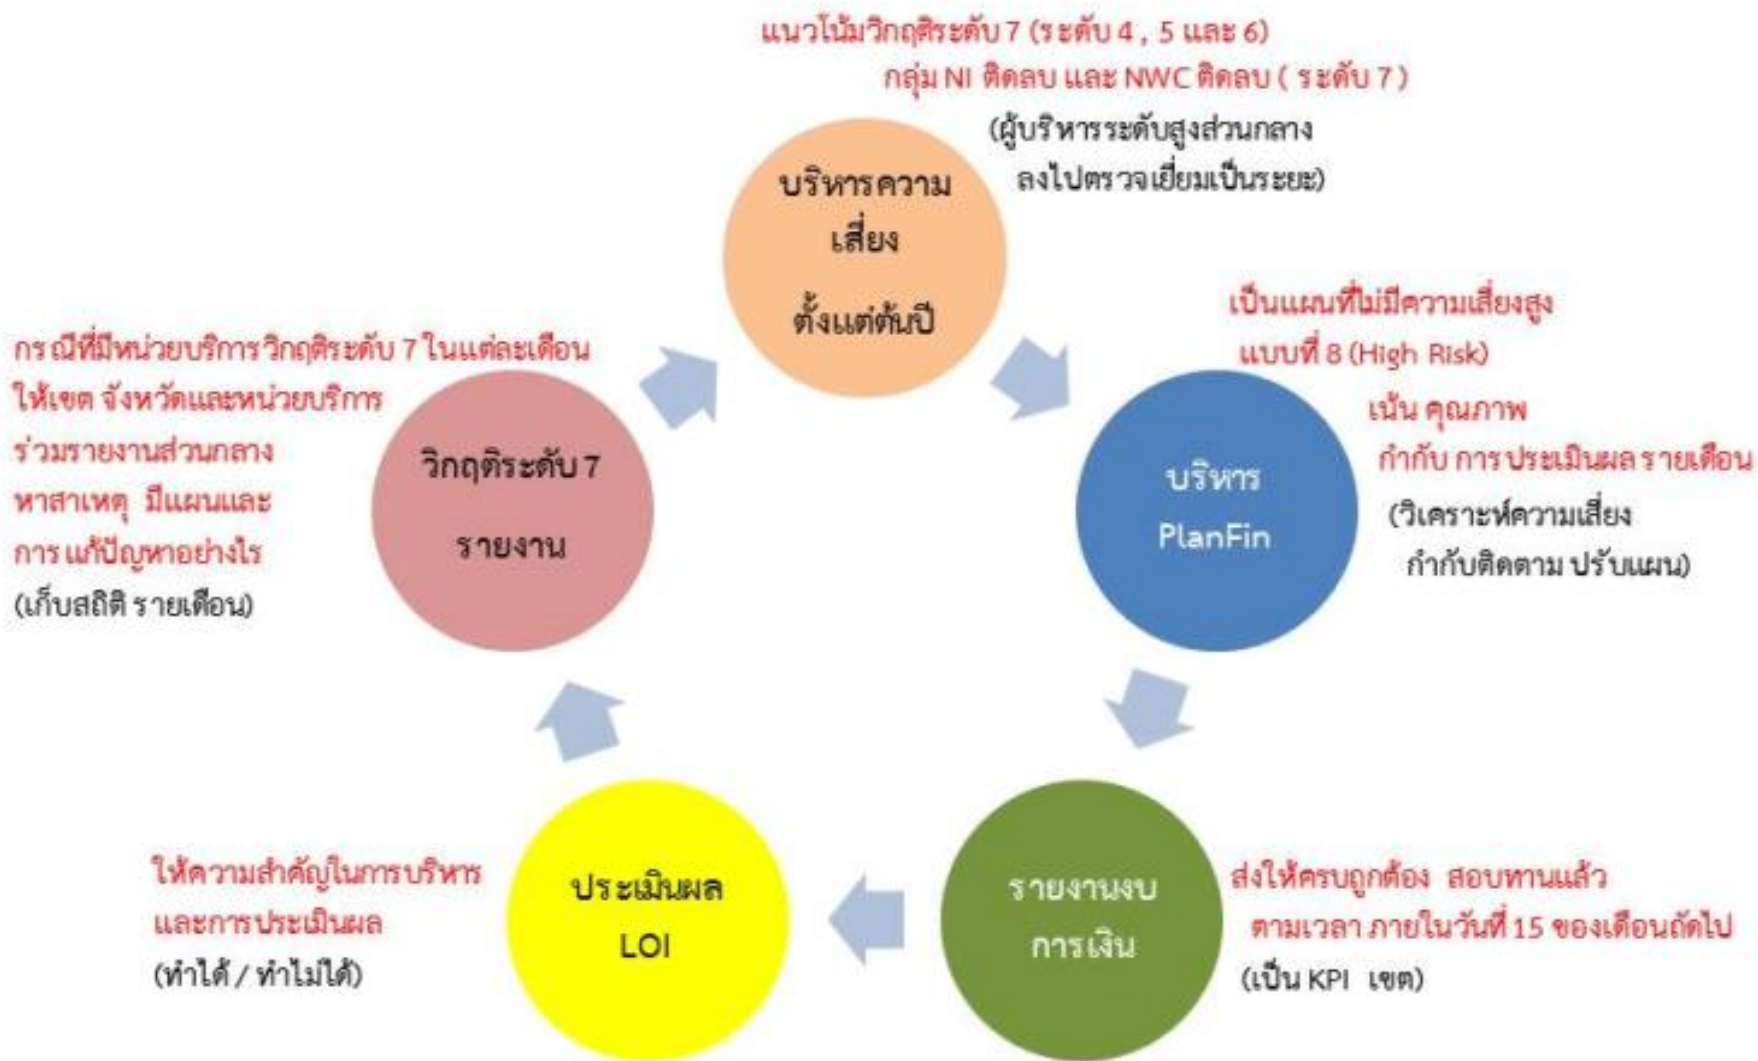 แนวโน้มวิกฤติระดับ 7 (ระดับ 4 , 5 และ 6)
กลุ่ม NI ติดลบ และ NWC ติดลบ ( ระดับ 7 )
(ผู้บริหารระดับสูงส่วนกลาง
ลงไปตรวจเยี่ยมเป็นระยะ)
บริหารความ
เสี่ยง
ตั้งแต่ต้นปี
เป็นแผนที่ไม่มีความเสี่ยงสูง
แบบที่ 8 (High Risk)
เน้น คุณภาพ
กำกับ การประเมินผล รายเดือน
(วิเคราะห์ความเสี่ยง
กำกับติดตาม ปรับแผน)
บริหาร
PlanFin
ส่งให้ครบถูกต้อง สอบทานแล้ว
ตามเวลา ภายในวันที่ 15 ของเดือนถัดไป
(เป็น KPI เขต)
รายงานงบ
การเงิน
ประเมินผล
LOI
ให้ความสำคัญในการบริหาร
และการประเมินผล
(ทำได้ / ทำไม่ได้)
วิกฤติระดับ 7
รายงาน
กรณีที่มีหน่วยบริการวิกฤติระดับ 7 ในแต่ละเดือน
ให้เขต จังหวัดและหน่วยบริการ
ร่วมรายงานส่วนกลาง
หาสาเหตุ มีแผนและ
การแก้ปัญหาอย่างไร
(เก็บสถิติ รายเดือน)